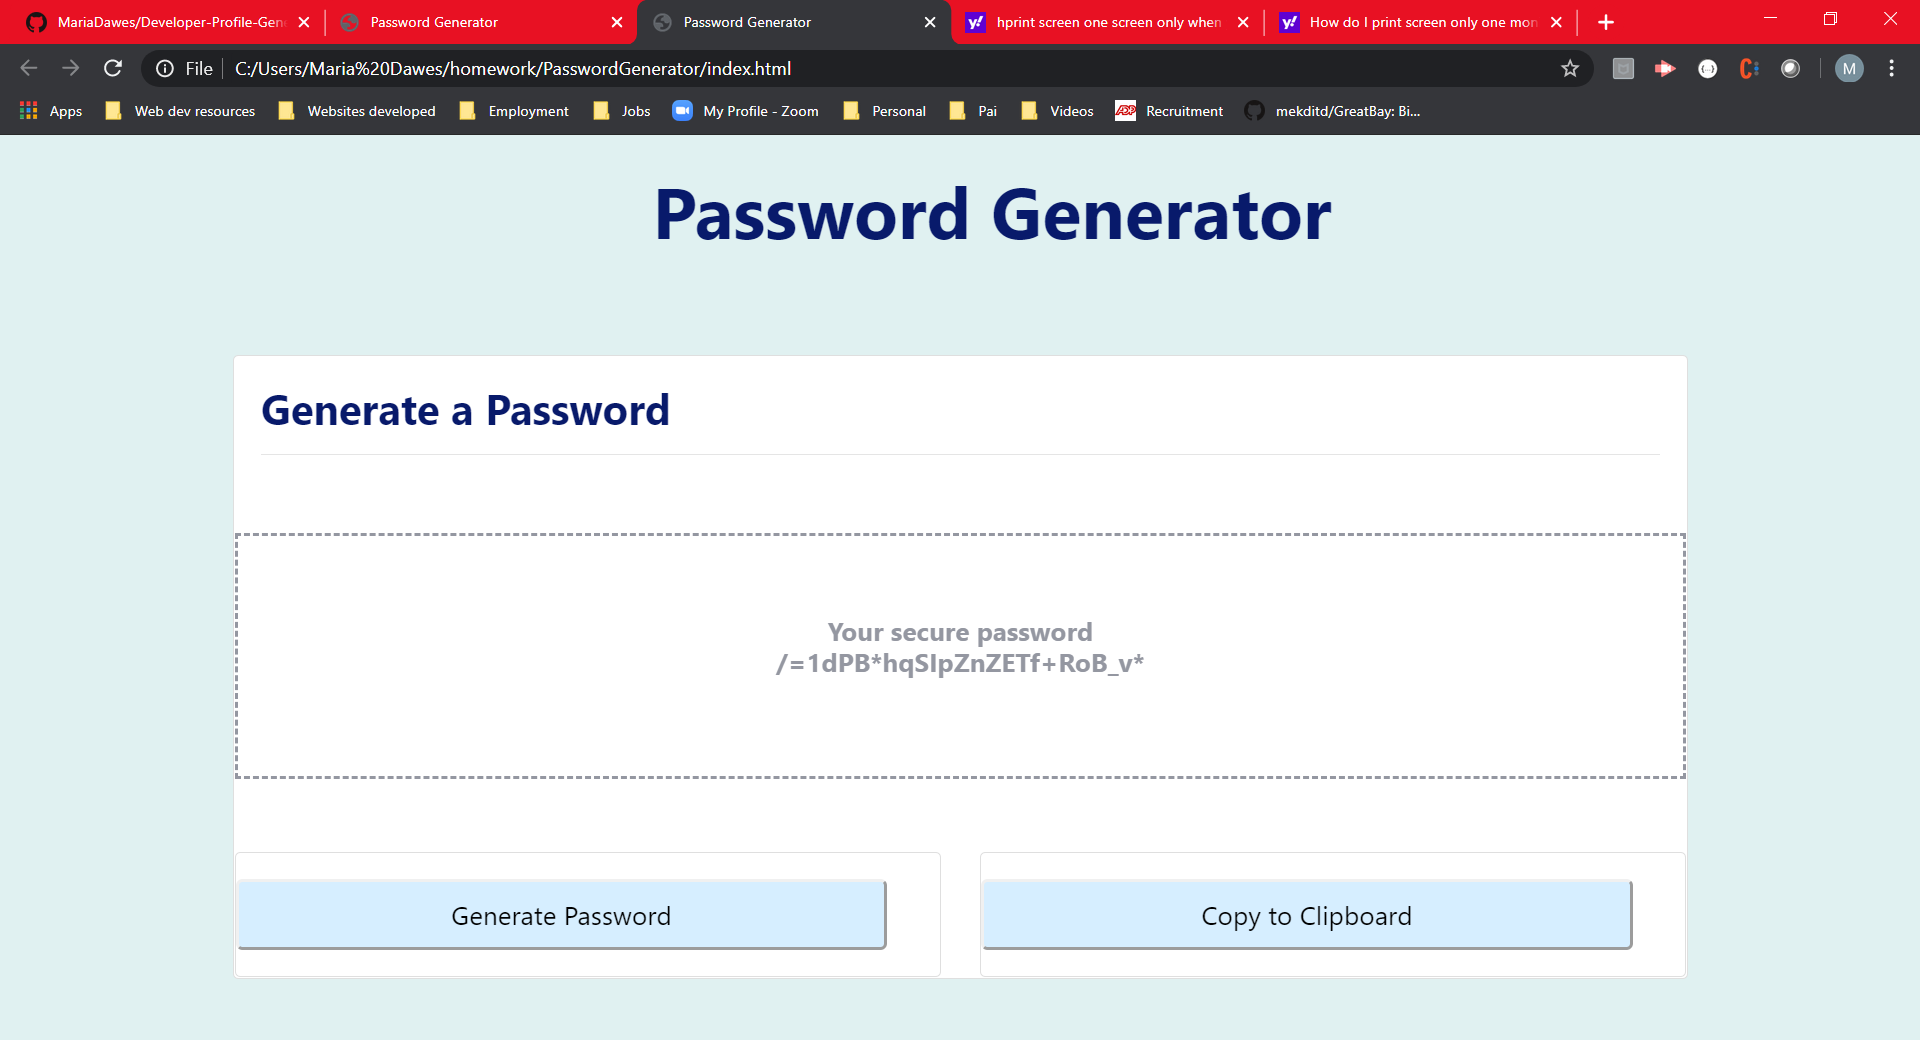 MariaDawes/Developer-Profile-Gen
Password Generator
Password Generator
hprint screen one screen only when
How do I print screen only one mon
File
C:/Users/Maria%20Dawes/homework/PasswordGenerator/index.html
M
Apps
Web dev resources
Websites developed
Employment
Jobs
My Profile - Zoom
Personal
Pai
Videos
ADP
Recruitment
mekditd/GreatBay: Bi...
Password Generator
Generate a Password
Your secure password
/=1dPB*hqSIpZnZETf+RoB_v*
Generate Password
Copy to Clipboard